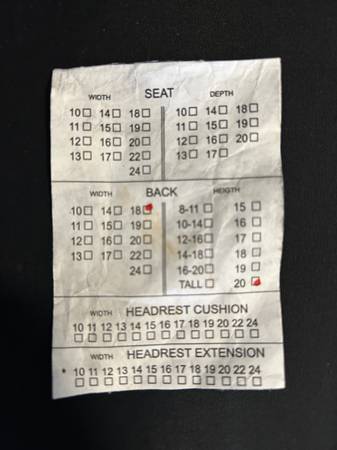 SEAT
WIDTH DEPTH
10☐ 14☐ 18☐ 10☐ 14☐ 18☐
11☐ 15☐ 19☐ 11☐ 15☐ 19☐
12☐ 16☐ 20☐ 12☐ 16☐ 20☐
13☐ 17☐ 22☐ 13☐ 17☐
24☐
WIDTH BACK HEIGTH
10☐ 14☐ 18☐ 8-11☐ 15☐
11☐ 15☐ 19☐ 10-14☐ 16☐
12☐ 16☐ 20☐ 12-16☐ 17☐
13☐ 17☐ 22☐ 14-18☐ 18☐
24☐ 16-20☐ 19☐
TALL☐ 20☐
WIDTH HEADREST CUSHION
10 11 12 13 14 15 16 17 18 19 20 22 24
WIDTH HEADREST EXTENSION
10 11 12 13 14 15 16 17 18 19 20 22 24